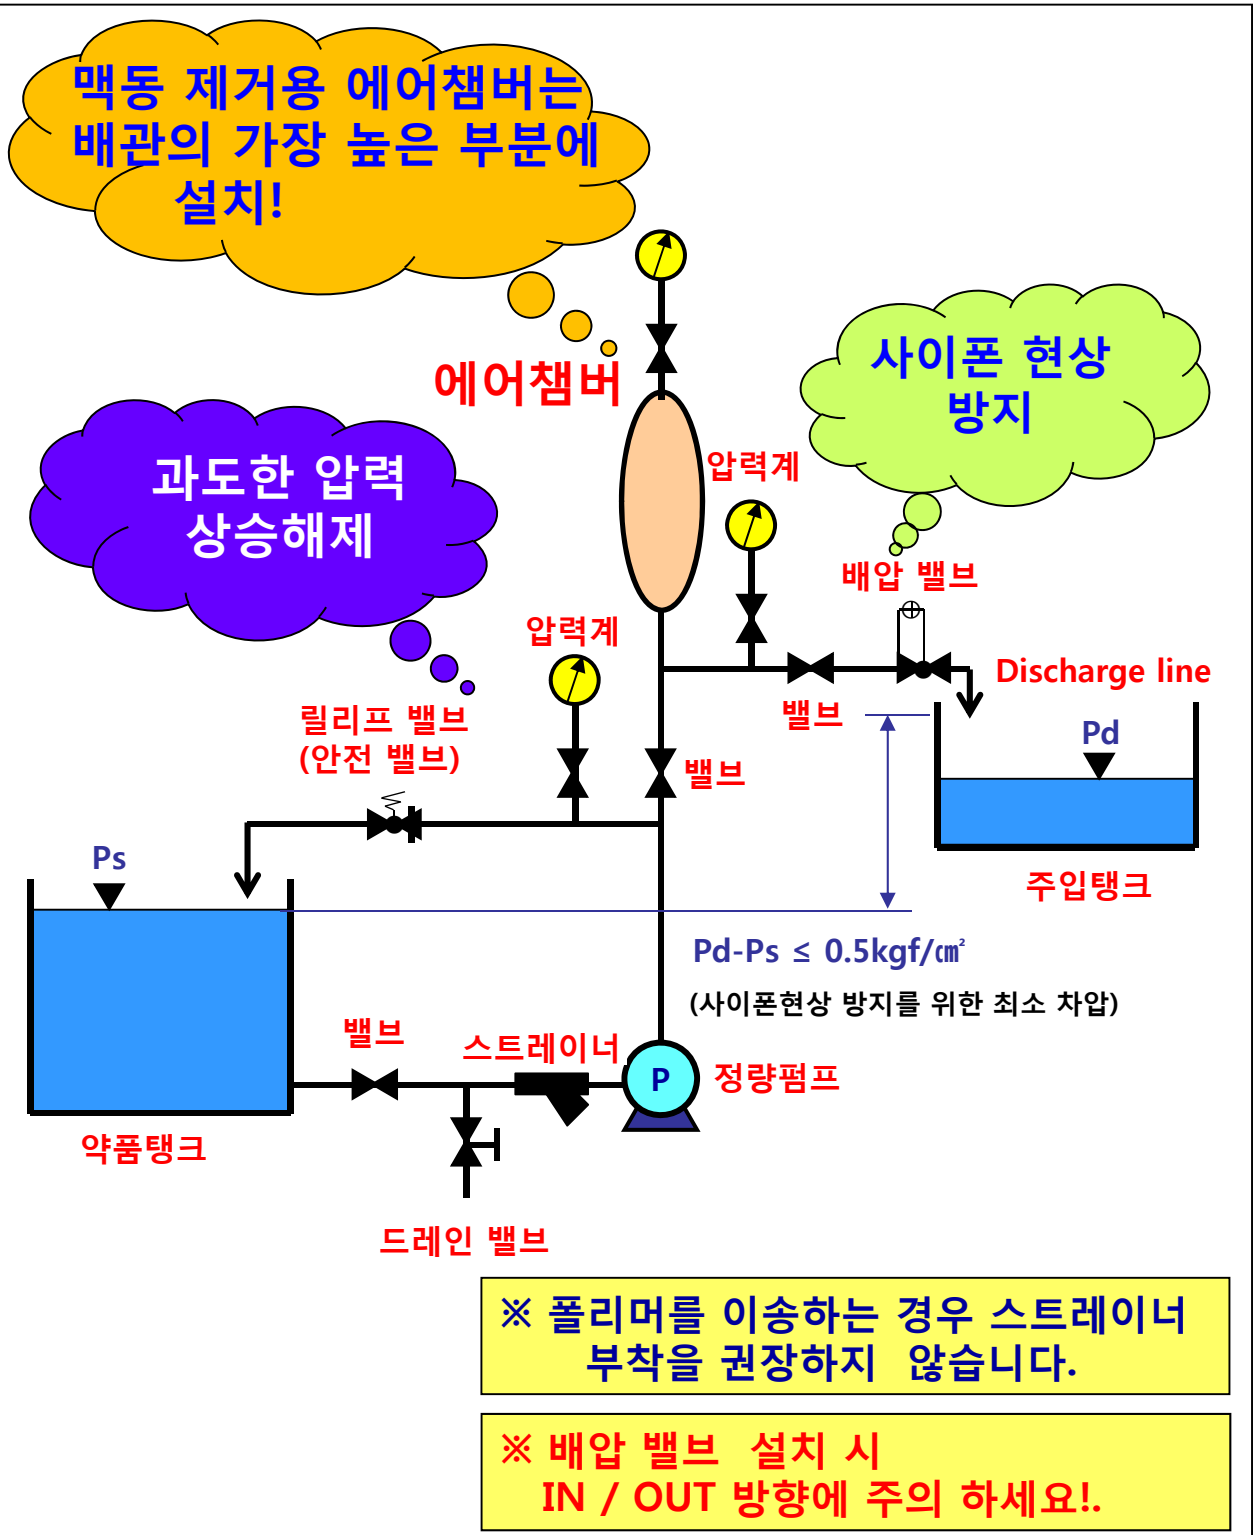 맥동 제거용 에어챔버는
배관의 가장 높은 부분에
설치!
에어챔버
사이폰 현상
방지
과도한 압력
상승해제
압력계
배압 밸브
압력계
Discharge line
릴리프 밸브
(안전 밸브)
밸브
Pd
밸브
Ps
주입탱크
Pd-Ps ≤ 0.5kgf/㎠
(사이폰현상 방지를 위한 최소 차압)
밸브
스트레이너
P
정량펌프
약품탱크
드레인 밸브
※ 폴리머를 이송하는 경우 스트레이너
부착을 권장하지 않습니다.
※ 배압 밸브 설치 시
IN / OUT 방향에 주의 하세요!.